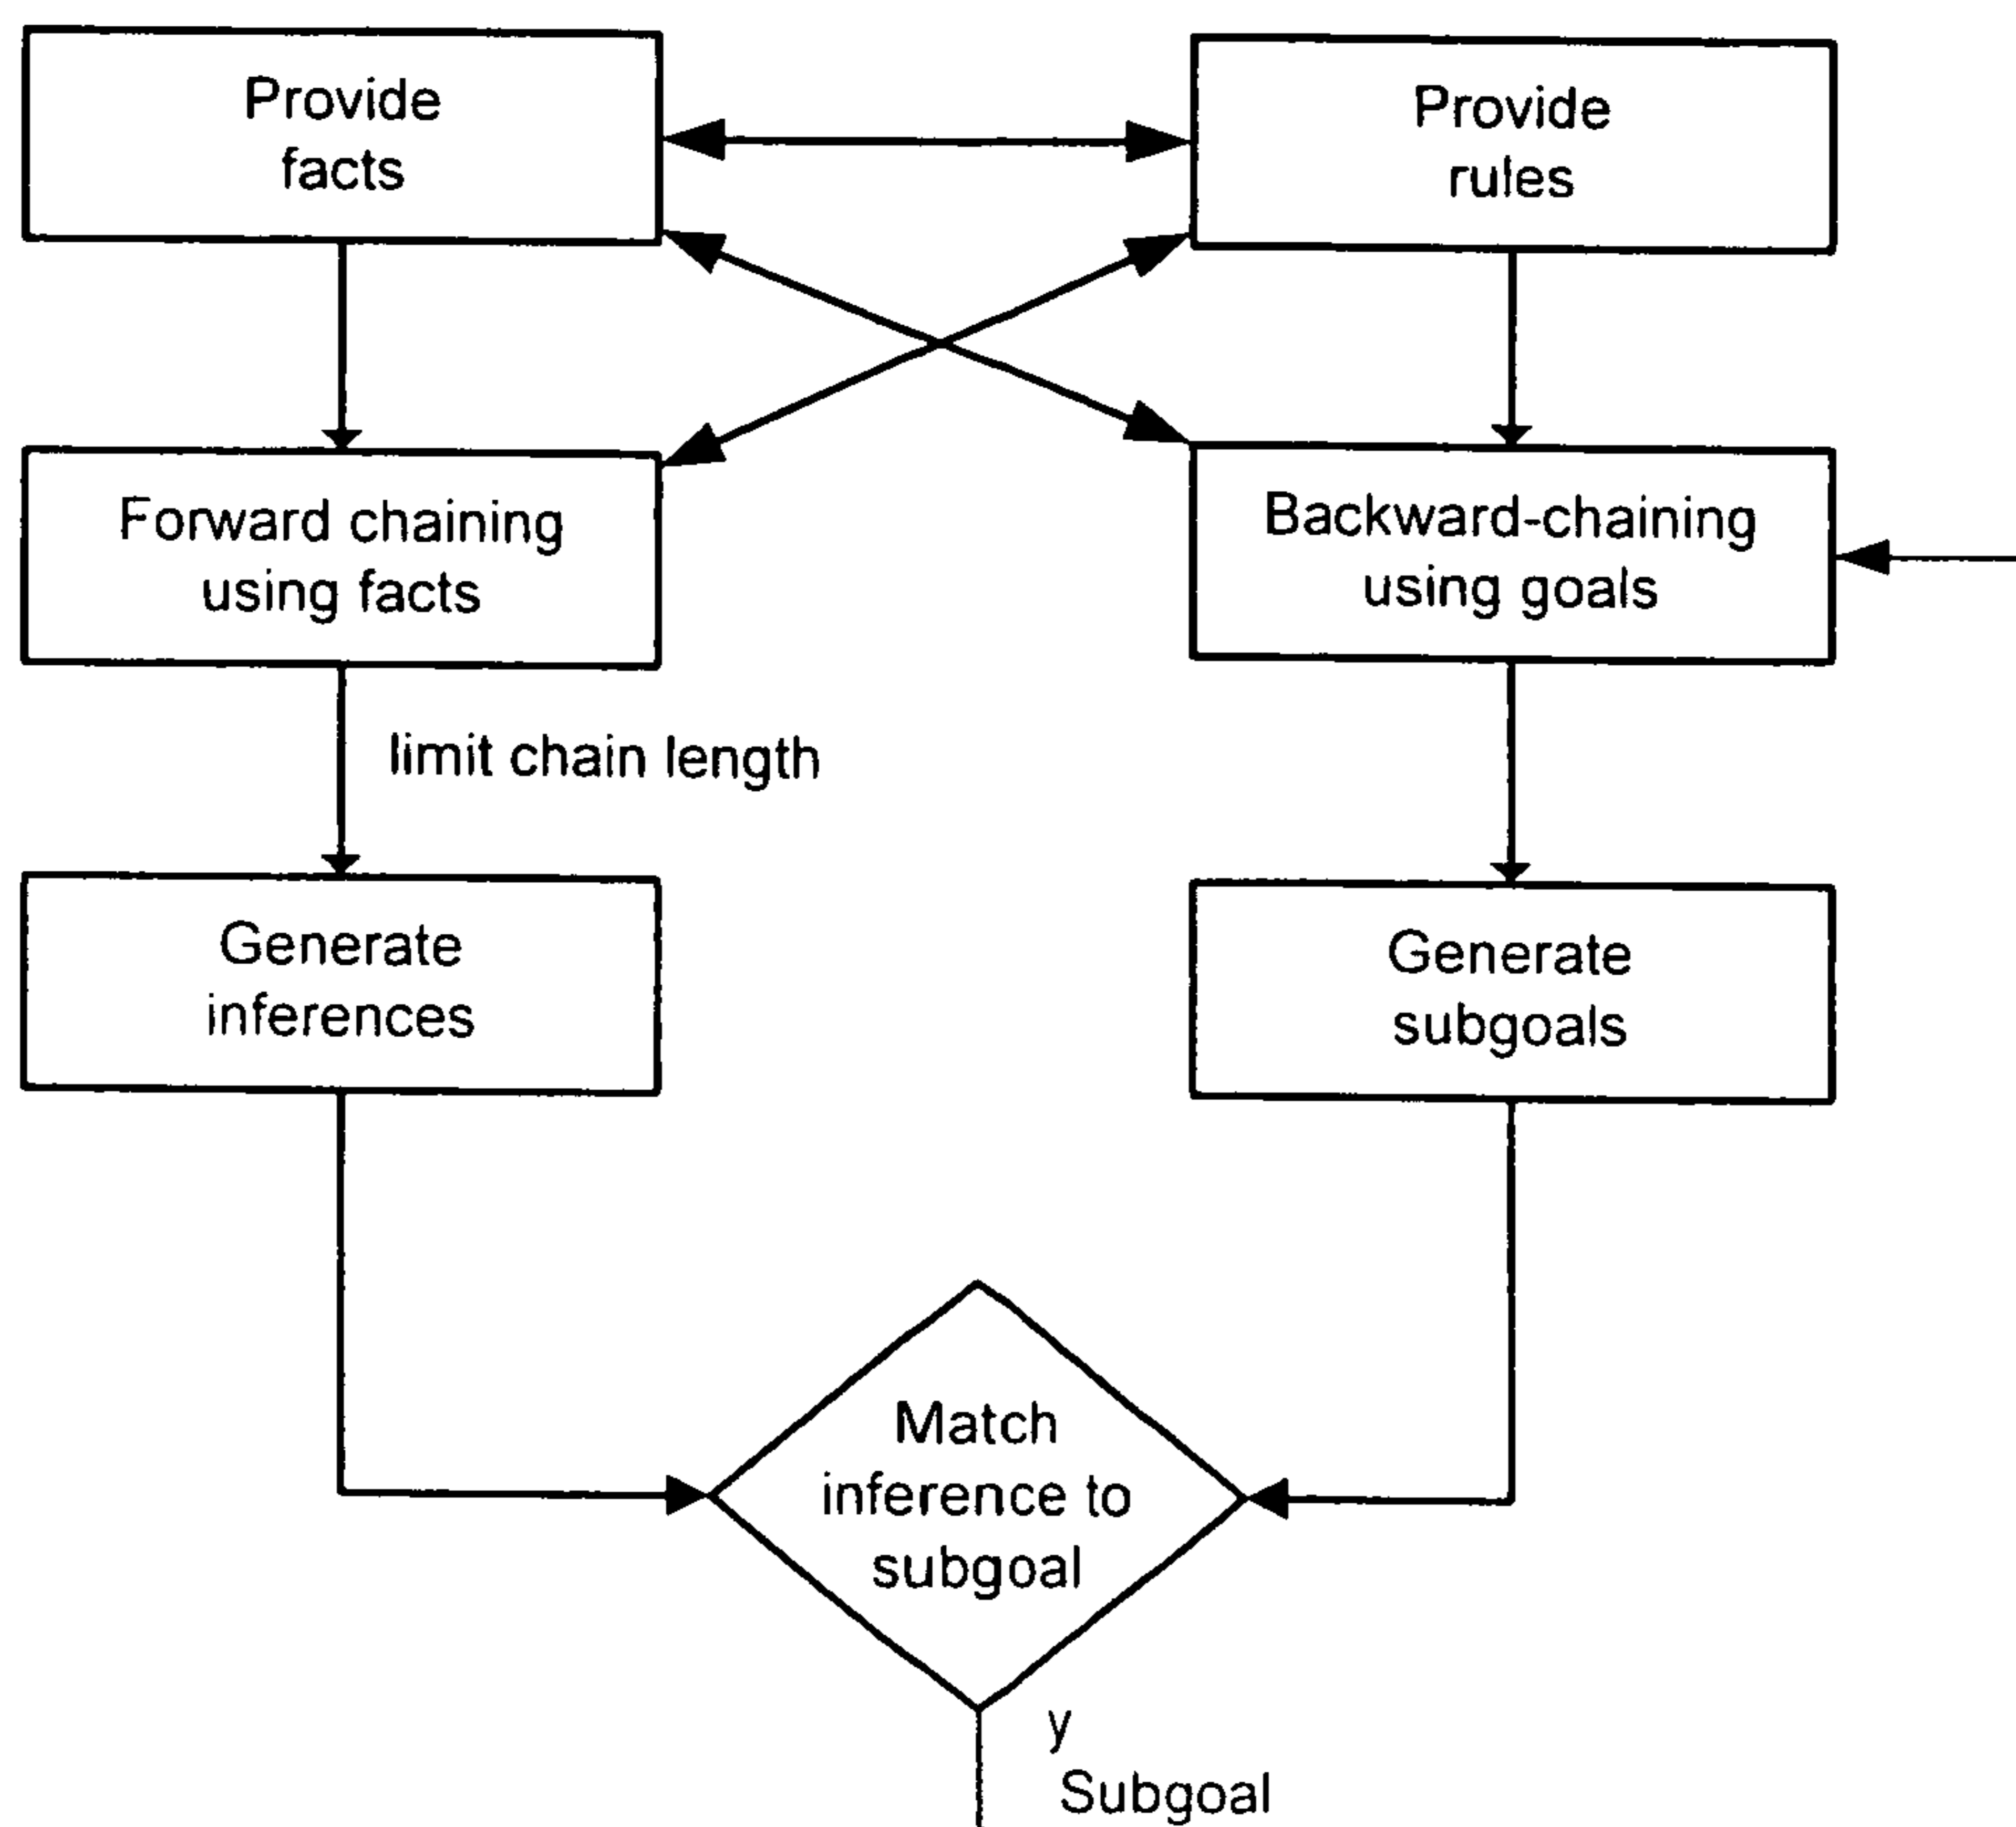 Provide
facts
Provide
rules
Forward chaining
using facts
Backward-chaining
using goals
limit chain length
Generate
inferences
Generate
subgoals
Match
inference to
subgoal
y
Subgoal